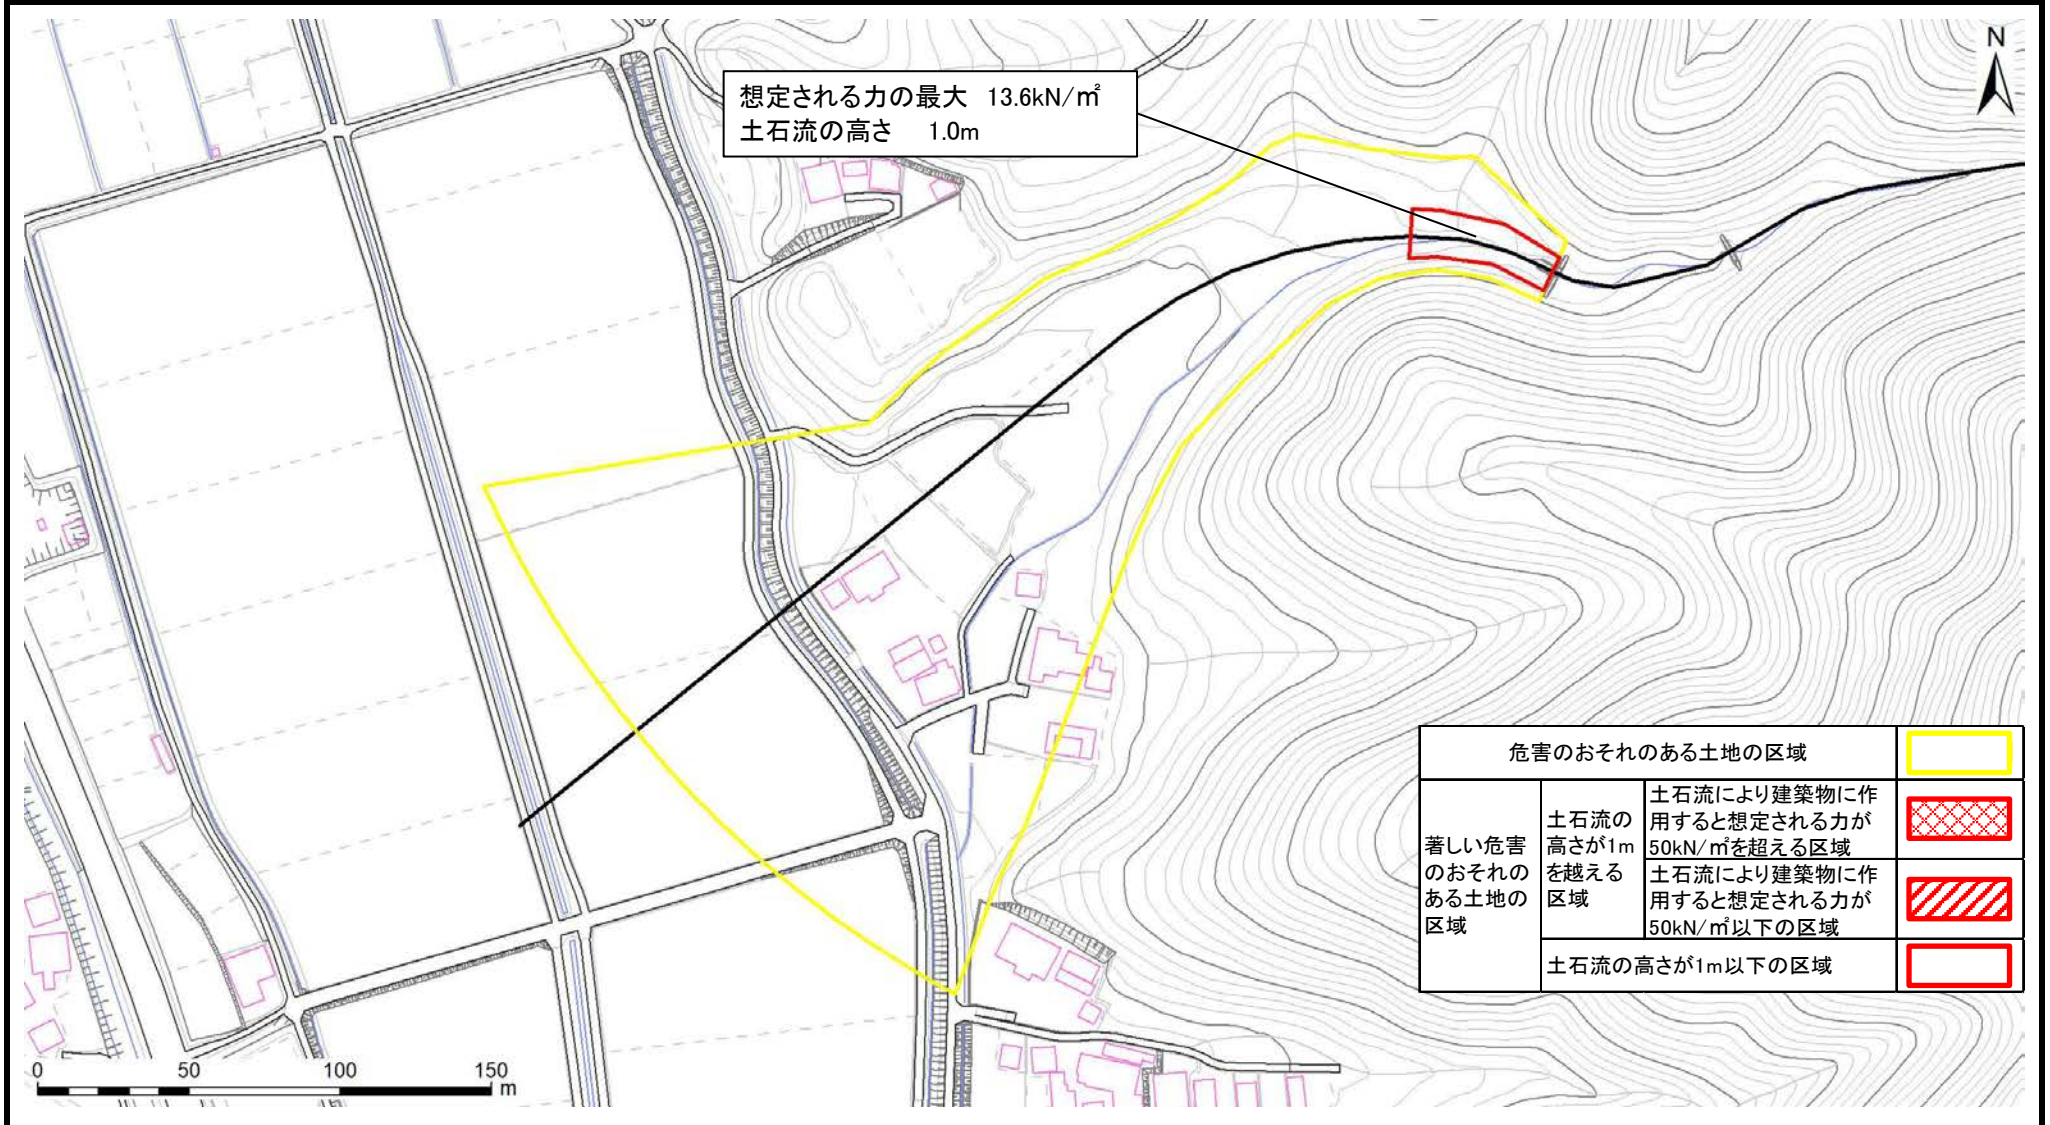 N
想定される力の最大 13.6kN/㎡
土石流の高さ 1.0m
危害のおそれのある土地の区域
著しい危害
のおそれの
ある土地の
区域
土石流の
高さが1m
を越える
区域
土石流により建築物に作
用すると想定される力が
50kN/㎡を超える区域
土石流により建築物に作
用すると想定される力が
50kN/㎡以下の区域
土石流の高さが1m以下の区域
0 50 100 150
m